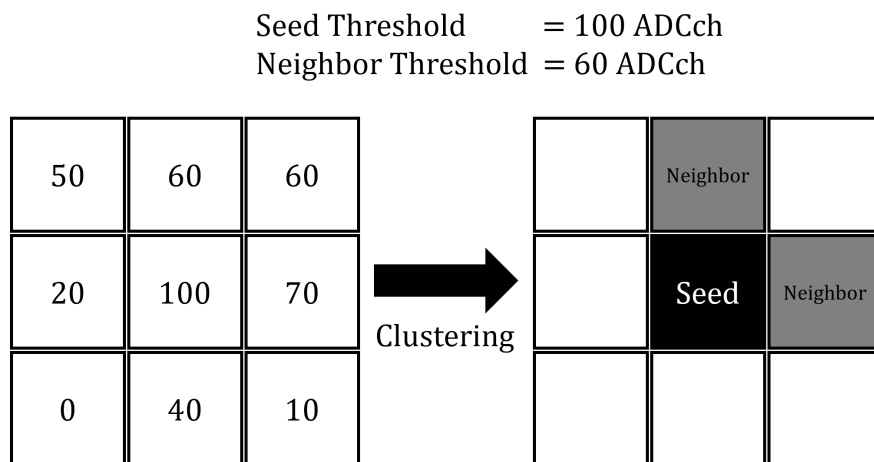 Seed Threshold = 100 ADCch
Neighbor Threshold = 60 ADCch
50 60 60
20 100 70
0 40 10
Clustering
Neighbor
Seed Neighbor